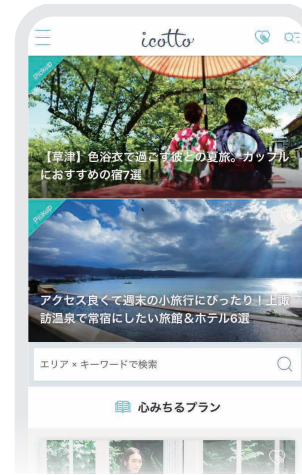 icotto
Pickup
【草津】色浴衣で過ごす彼との夏旅。カップル
におすすめの宿7選
Pickup
アクセス良くて週末の小旅行にぴったり！上諏
訪温泉で常宿にしたい旅館＆ホテル6選
エリア × キーワードで検索
心みちるプラン